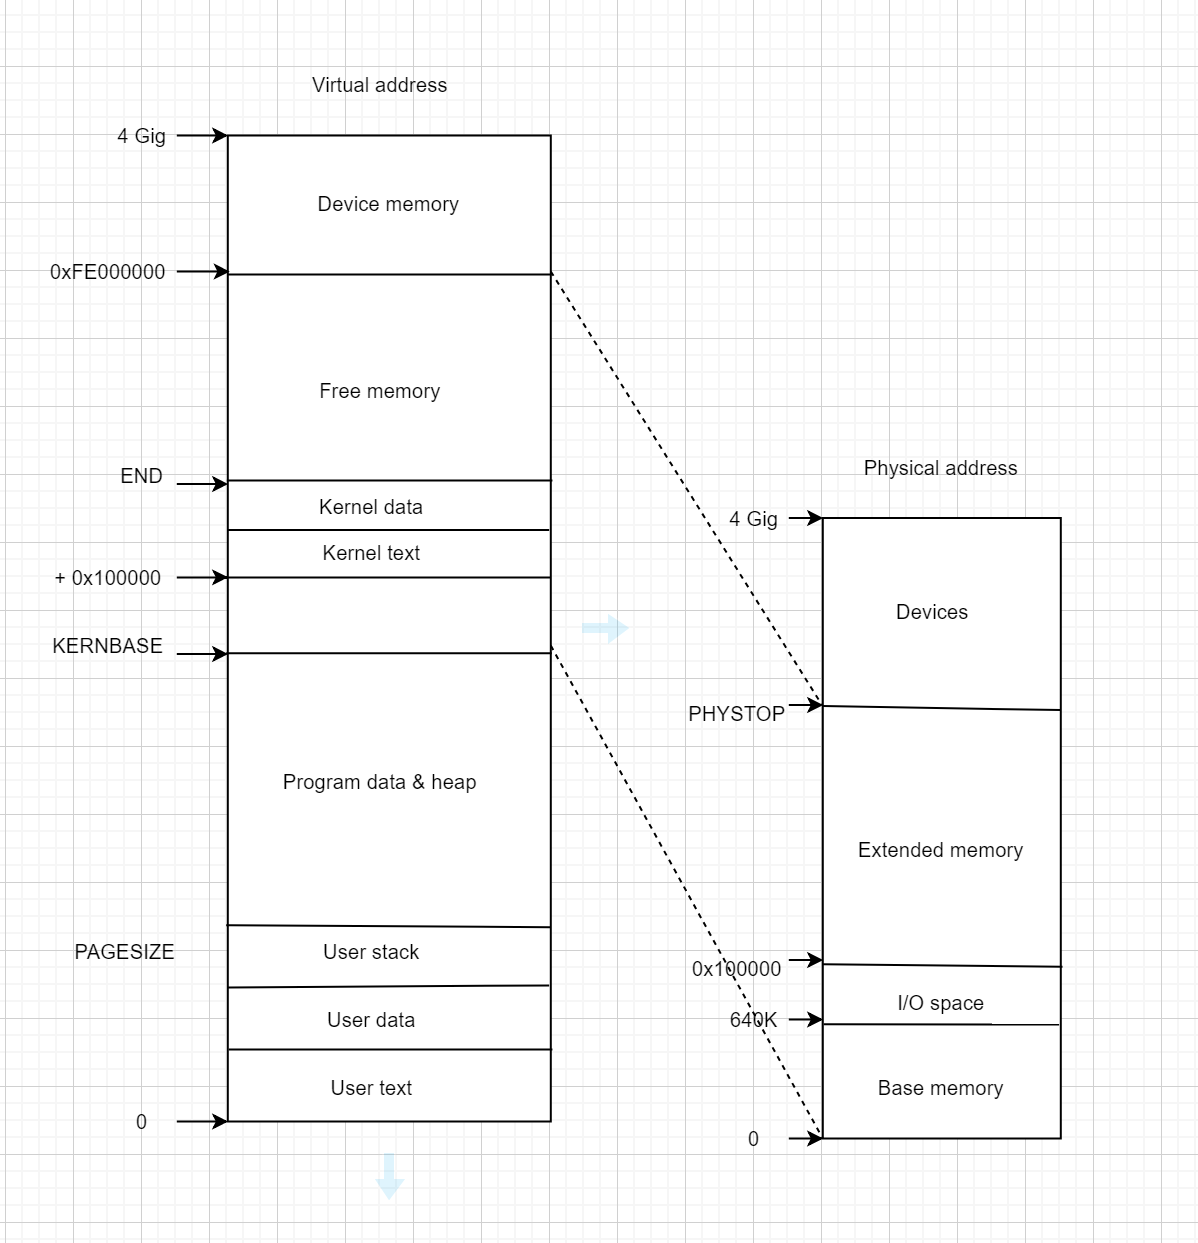 Virtual address
4 Gig
Device memory
0xFE000000
Free memory
END
Kernel data
Kernel text
+ 0x100000
KERNBASE
Program data & heap
PAGESIZE
User stack
User data
User text
0
Physical address
4 Gig
Devices
PHYSTOP
Extended memory
0x100000
I/O space
640K
Base memory
0